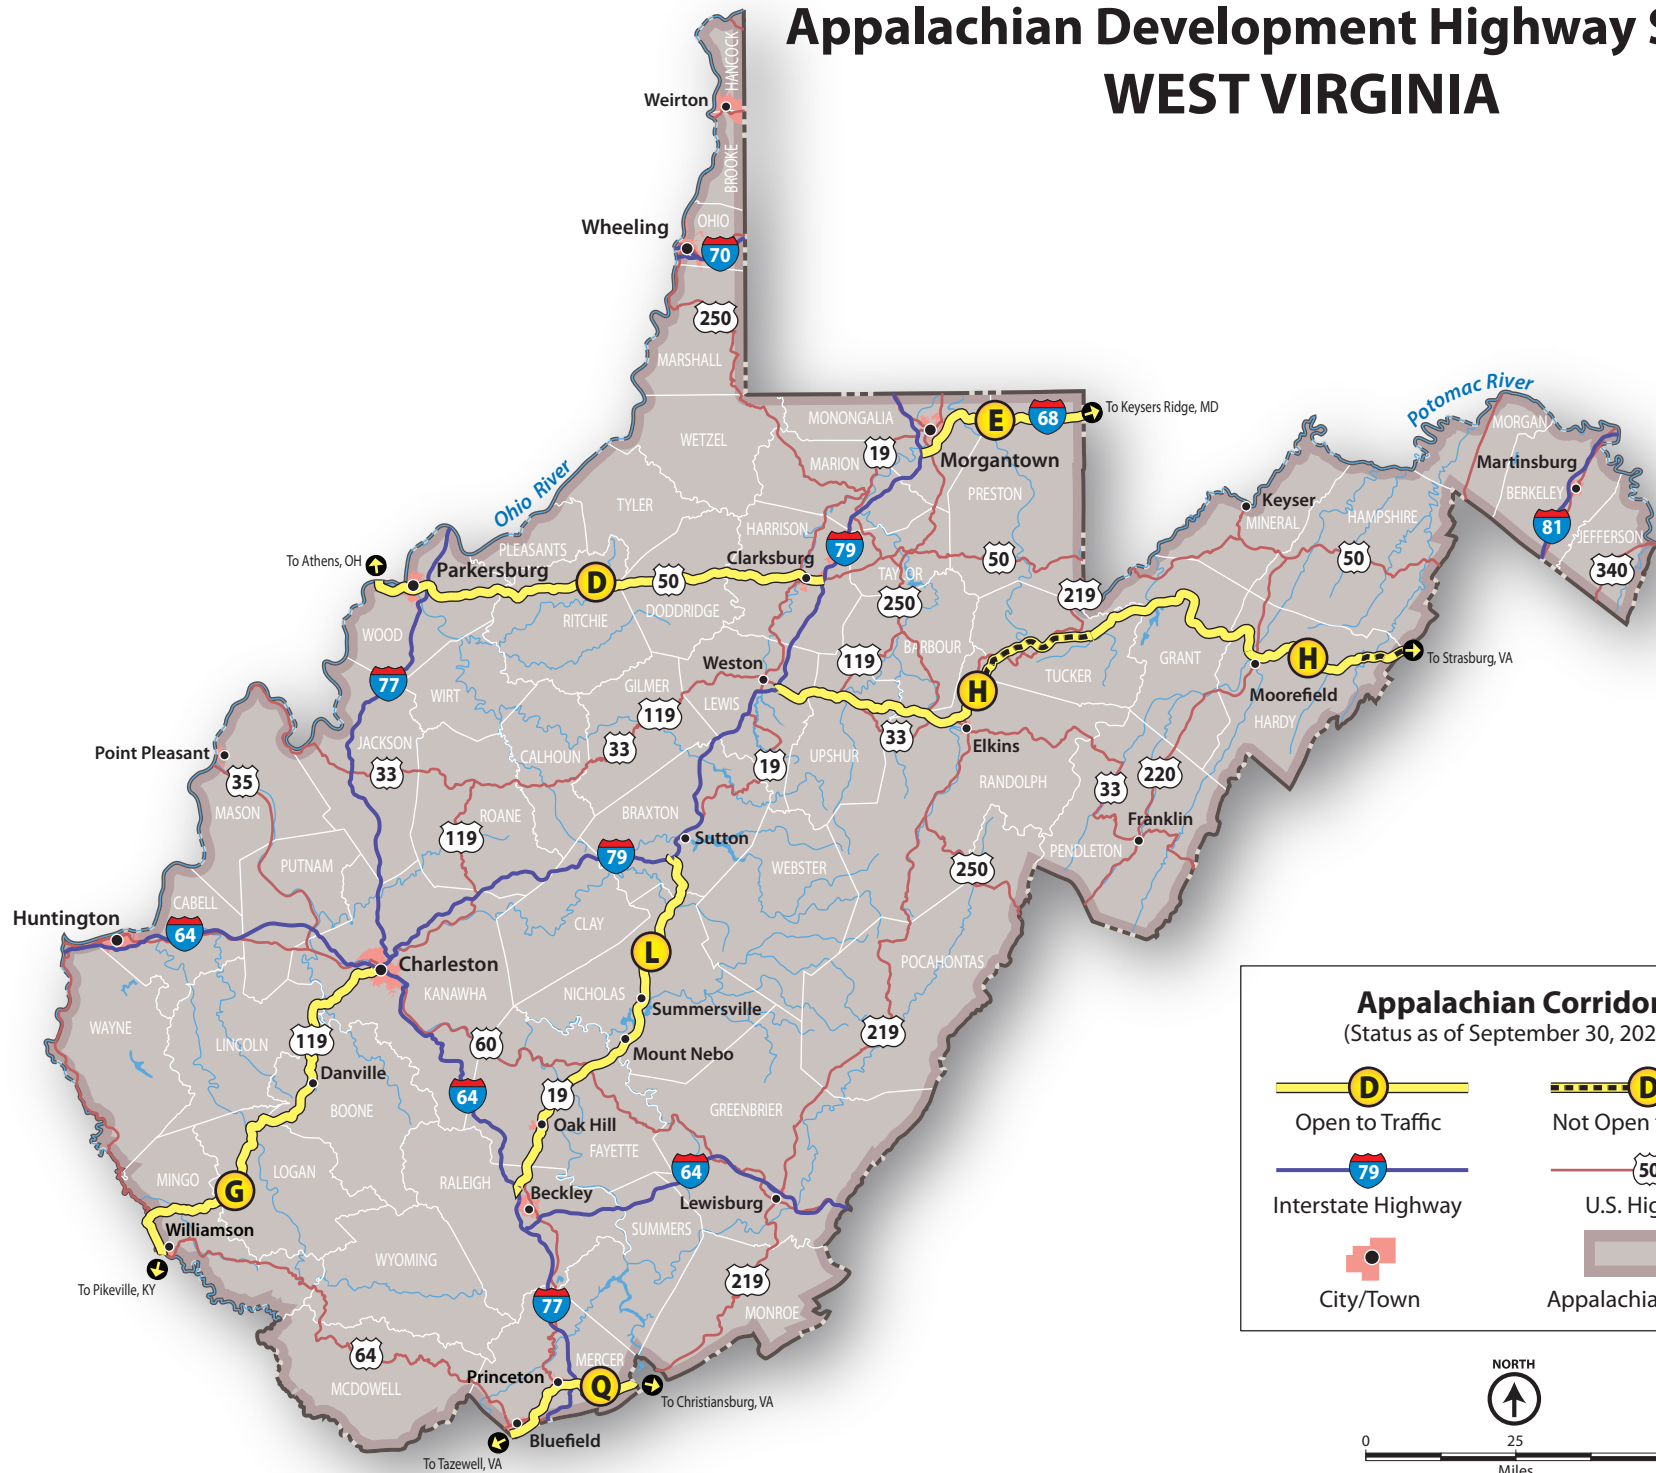 Appalachian Development Highway S
WEST VIRGINIA
HANCOCK
Weirton
BROOKE
OHIO
Wheeling
70
250
MARSHALL
Potomac River
To Keysers Ridge, MD
E
68
MONONGALIA
MORGAN
WETZEL
19
Morgantown
MARION
Martinsburg
BERKELEY
PRESTON
Keyser
MINERAL
HAMPSHIRE
Ohio River
TYLER
HARRISON
81
JEFFERSON
PLEASANTS
79
Clarksburg
50
50
To Athens, OH
Parkersburg
D
50
TAYLOR
340
219
250
DODDRIDGE
RITCHIE
WOOD
BARBOUR
119
Weston
GRANT
H
To Strasburg, VA
TUCKER
77
WIRT
GILMER
LEWIS
H
Moorefield
119
HARDY
33
Elkins
JACKSON
CALHOUN
33
UPSHUR
Point Pleasant
35
33
19
220
33
RANDOLPH
MASON
ROANE
BRAXTON
Franklin
119
Sutton
PENDLETON
79
PUTNAM
WEBSTER
250
CABELL
Huntington
64
CLAY
L
Charleston
POCAHONTAS
KANAWHA
NICHOLAS
Summersville
WAYNE
219
119
LINCOLN
60
Mount Nebo
Danville
64
19
BOONE
GREENBRIER
Oak Hill
FAYETTE
LOGAN
64
MINGO
RALEIGH
G
Beckley
Lewisburg
Williamson
SUMMERS
WYOMING
To Pikeville, KY
219
77
MONROE
64
MERCER
Princeton
Q
MCDOWELL
To Christiansburg, VA
Bluefield
To Tazewell, VA
Appalachian Corridor
(Status as of September 30, 202
D
D
Open to Traffic
Not Open
79
50
Interstate Highway
U.S. Hig
City/Town
Appalachia
NORTH
0
25
Miles